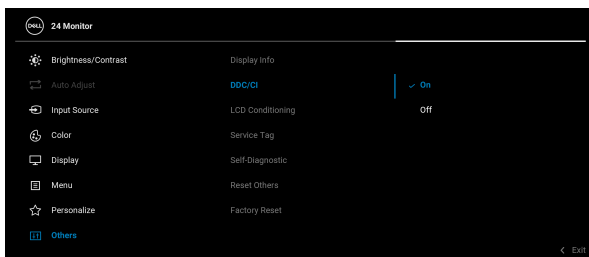 DELL 24 Monitor
Brightness/Contrast Display Info
Auto Adjust DDC/CI On
Input Source LCD Conditioning Off
Color Service Tag
Display Self-Diagnostic
Menu Reset Others
Personalize Factory Reset
Others
Exit